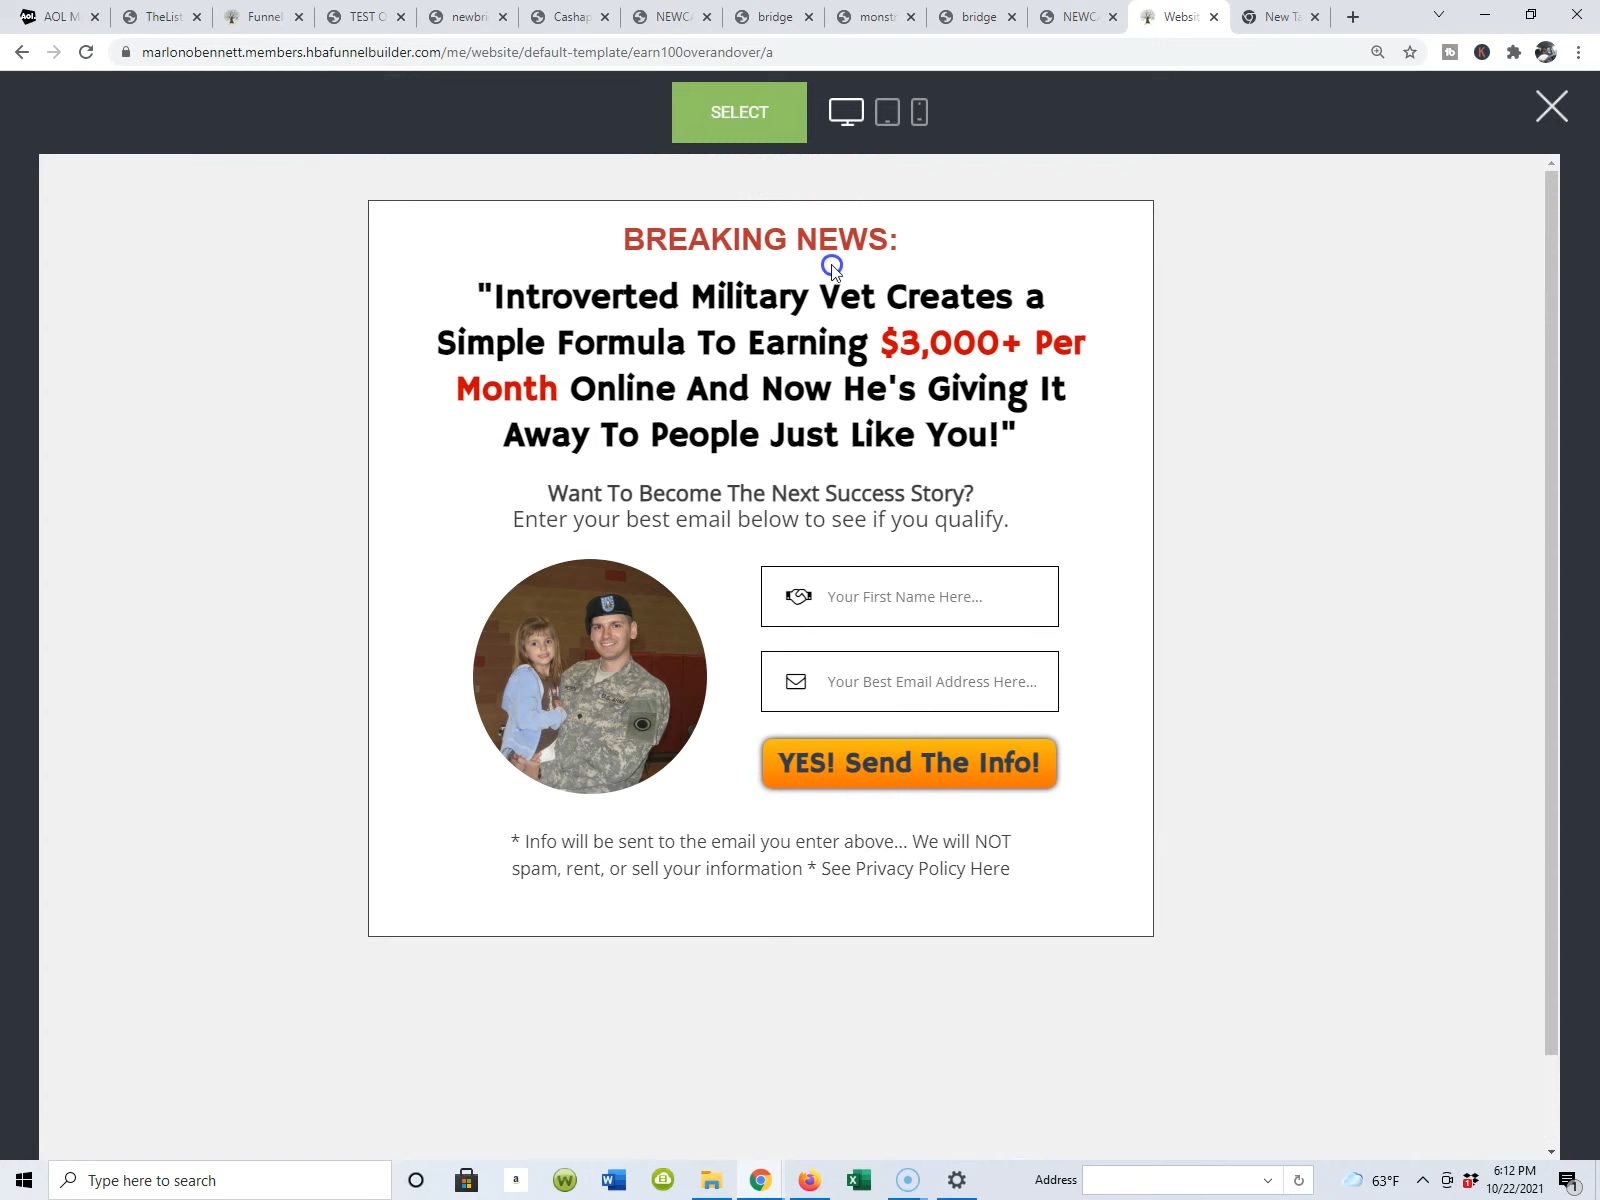 AOL M
TheList
Funnel
TEST O
newbri
Cashap
NEWC
bridge
monst
bridge
NEWC
Websit
New Ta
marlonobennett.members.hbafunnelbuilder.com/me/website/default-template/earn100overandover/a
SELECT
BREAKING NEWS:
"Introverted Military Vet Creates a
Simple Formula To Earning $3,000+ Per
Month Online And Now He's Giving It
Away To People Just Like You!"
Want To Become The Next Success Story?
Enter your best email below to see if you qualify.
Your First Name Here...
Your Best Email Address Here...
YES! Send The Info!
* Info will be sent to the email you enter above... We will NOT
spam, rent, or sell your information * See Privacy Policy Here
Type here to search
Address
63°F
6:12 PM
10/22/2021